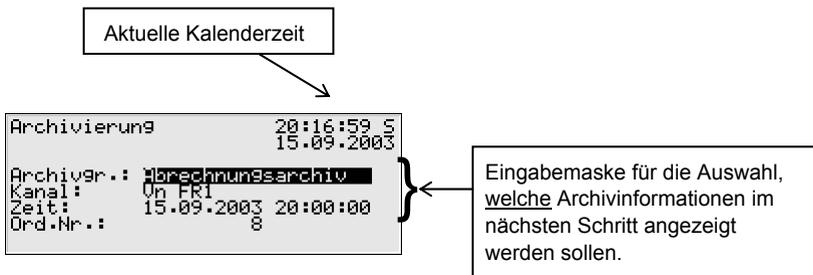 Aktuelle Kalenderzeit
Archivierung 20:16:59 S
15.09.2003
Archivgr.: Abrechnungsarchiv
Kanal: Vn FR1
Zeit: 15.09.2003 20:00:00
Ord.Nr.: 8
Eingabemaske für die Auswahl,
welche Archivinformationen im
nächsten Schritt angezeigt
werden sollen.